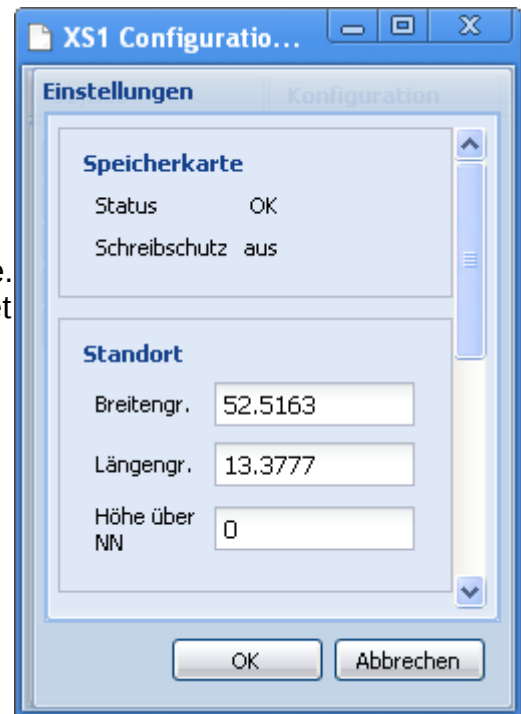 XS1 Configuratio...
Einstellungen Konfiguration
Speicherkarte
Status OK
Schreibschutz aus
e.
et
Standort
Breitengr. 52.5163
Längengr. 13.3777
Höhe über
NN 0
OK Abbrechen